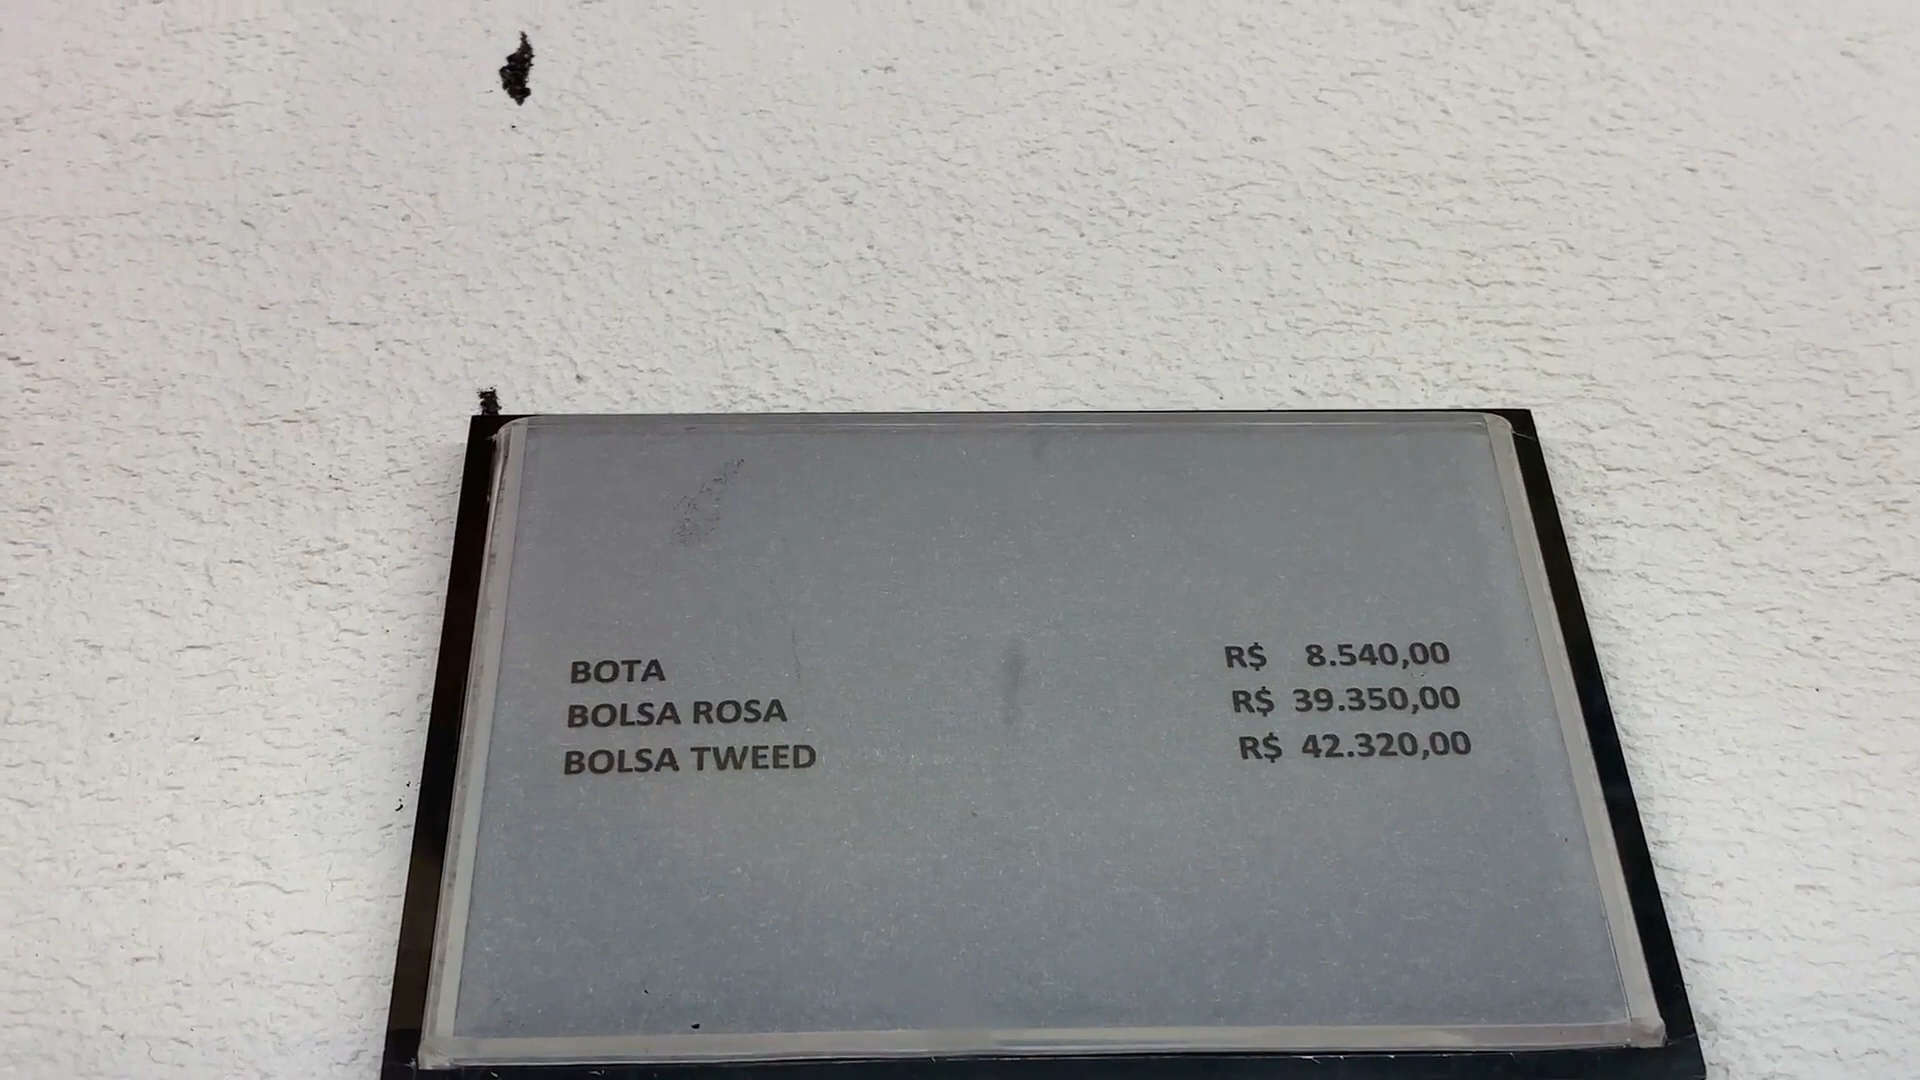 BOTA R$ 8.540,00
BOLSA ROSA R$ 39.350,00
BOLSA TWEED R$ 42.320,00